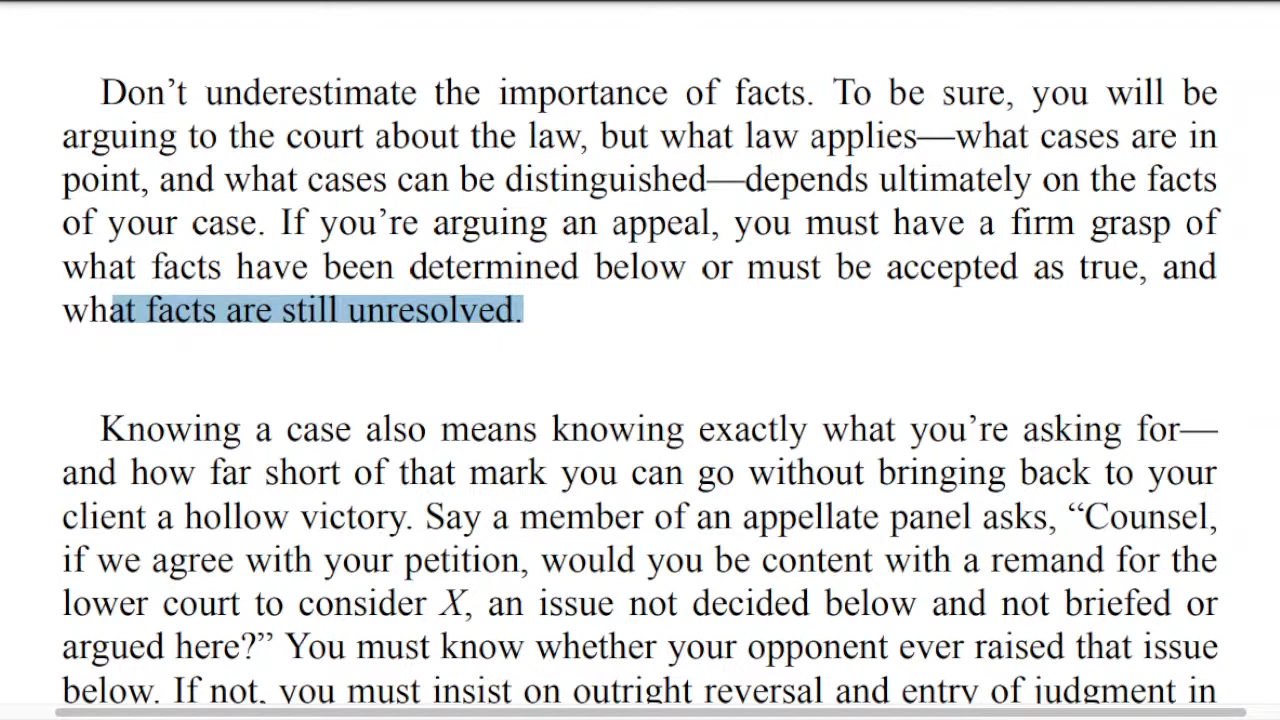 Don’t underestimate the importance of facts. To be sure, you will be
arguing to the court about the law, but what law applies—what cases are in
point, and what cases can be distinguished—depends ultimately on the facts
of your case. If you’re arguing an appeal, you must have a firm grasp of
what facts have been determined below or must be accepted as true, and
what facts are still unresolved.
Knowing a case also means knowing exactly what you’re asking for—
and how far short of that mark you can go without bringing back to your
client a hollow victory. Say a member of an appellate panel asks, “Counsel,
if we agree with your petition, would you be content with a remand for the
lower court to consider X, an issue not decided below and not briefed or
argued here?” You must know whether your opponent ever raised that issue
below. If not, you must insist on outright reversal and entry of judgment in